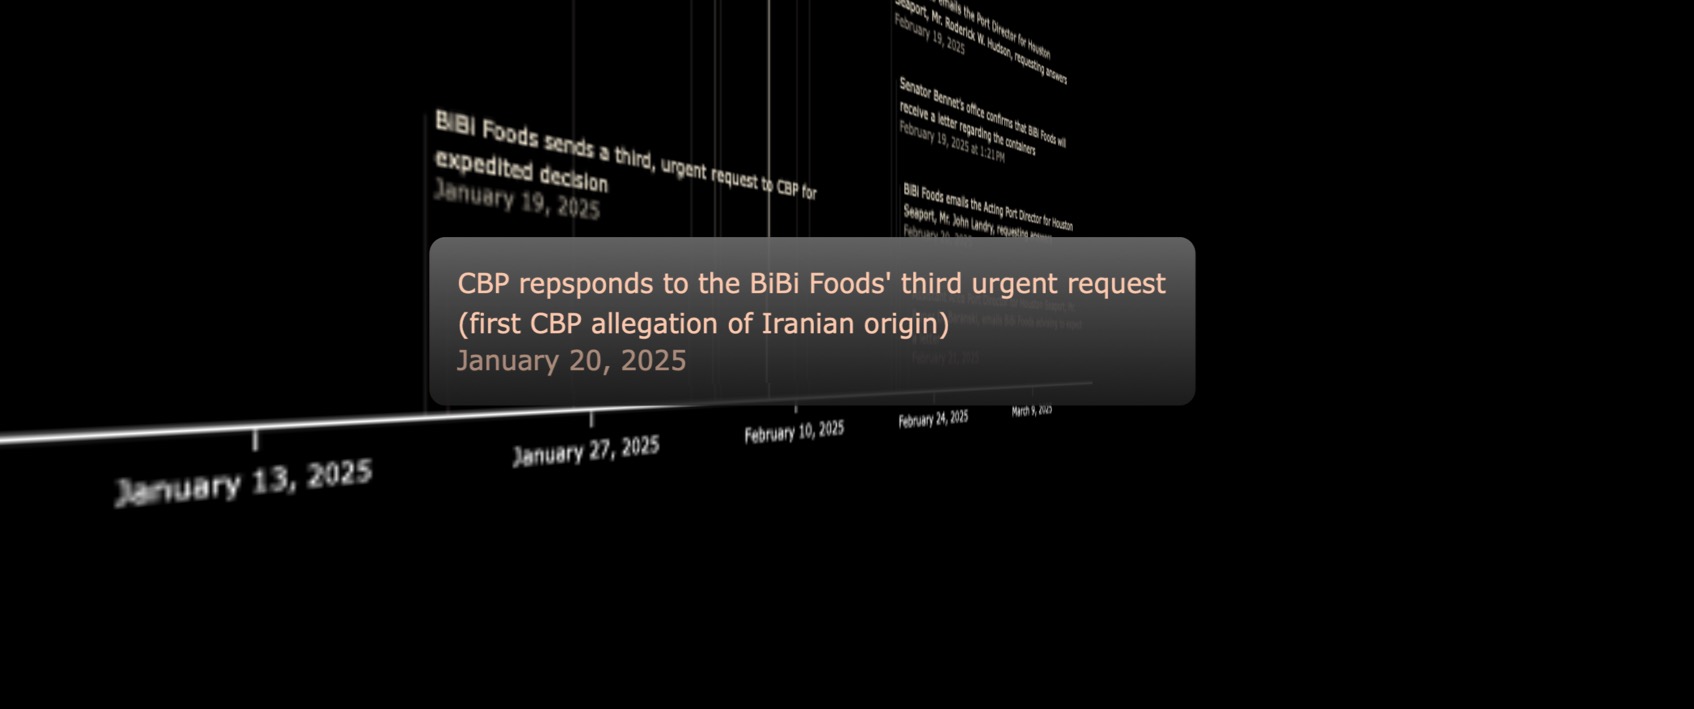 emails the Port Director for Houston
Seaport, Mr. Roderick W. Hudson, requesting answers
February 19, 2025
Senator Bennet's office confirms that BiBi Foods will
receive a letter regarding the containers
February 19, 2025 at 1:21PM
BiBi Foods sends a third, urgent request to CBP for
expedited decision
January 19, 2025
BiBi Foods emails the Acting Port Director for Houston
Seaport, Mr. John Landry, requesting answers
February 20, 2025
CBP repsponds to the BiBi Foods' third urgent request
(first CBP allegation of Iranian origin)
January 20, 2025
January 13, 2025
January 27, 2025
February 10, 2025
February 24, 2025
March 9, 2025